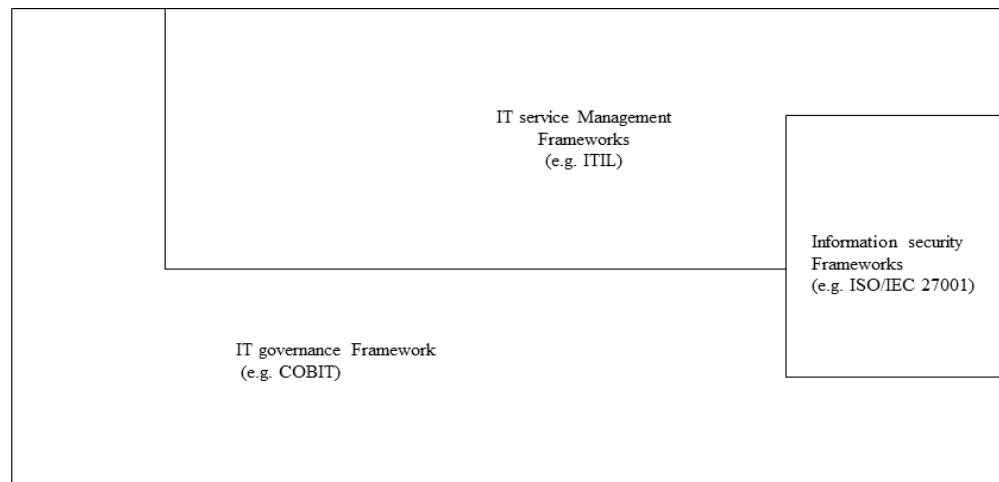 IT service Management
Frameworks
(e.g. ITIL)
Information security
Frameworks
(e.g. ISO/IEC 27001)
IT governance Framework
(e.g. COBIT)